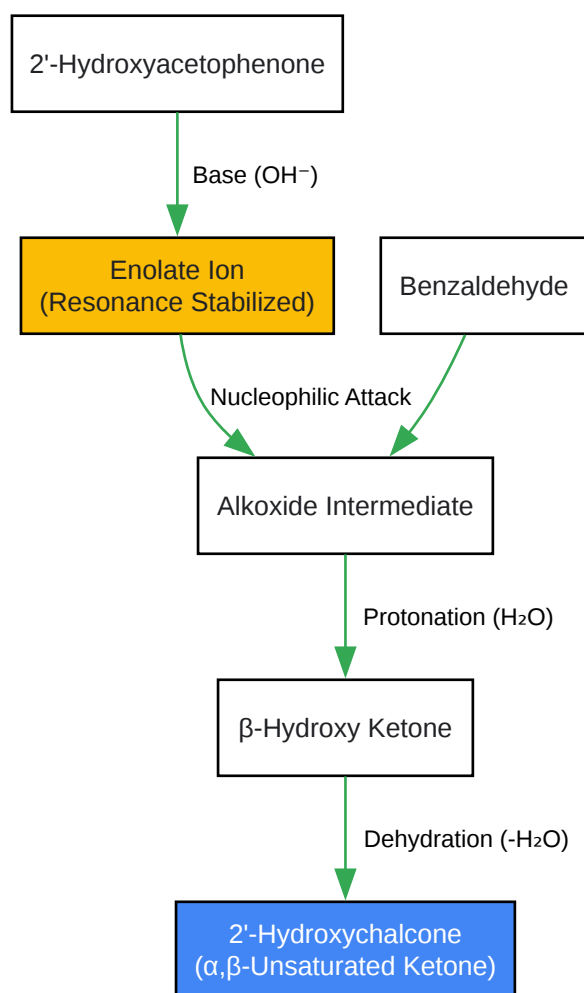 2'-Hydroxyacetophenone
Base (OH⁻)
Enolate Ion
(Resonance Stabilized)
Benzaldehyde
Nucleophilic Attack
Alkoxide Intermediate
Protonation (H₂O)
β-Hydroxy Ketone
Dehydration (-H₂O)
2'-Hydroxychalcone
(α,β-Unsaturated Ketone)